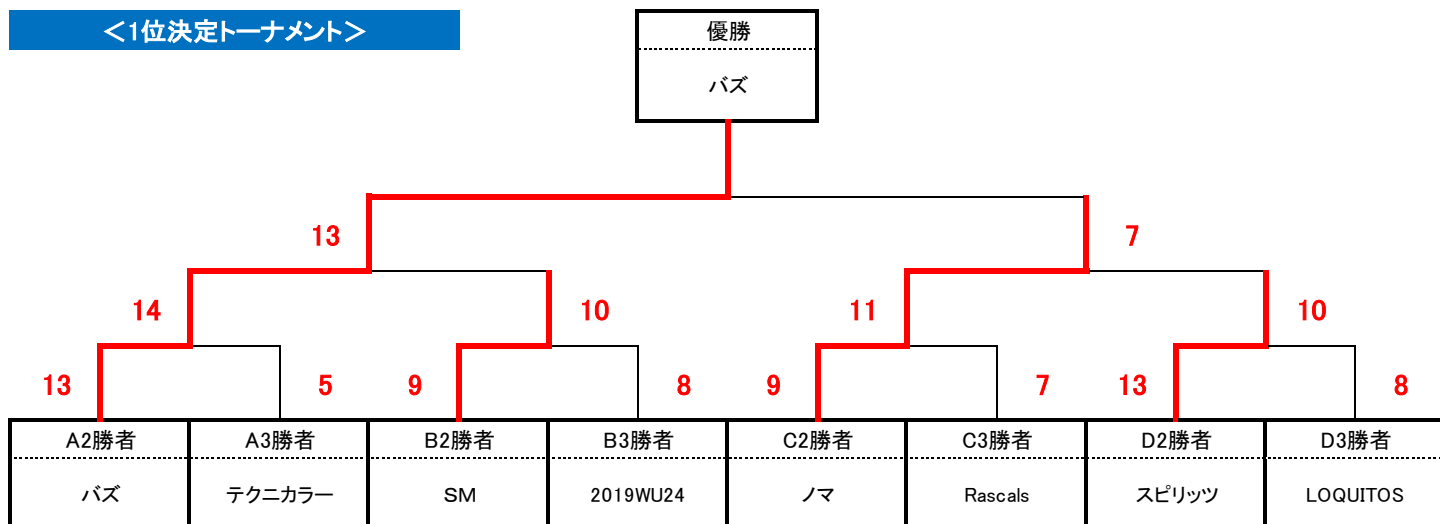 ＜1位決定トーナメント＞
優勝
バズ
13 7
14 10 11 10
13 5 9 8 9 7 13 8
A2勝者 A3勝者 B2勝者 B3勝者 C2勝者 C3勝者 D2勝者 D3勝者
バズ テクニカラー SM 2019WU24 ノマ Rascals スピリッツ LOQUITOS